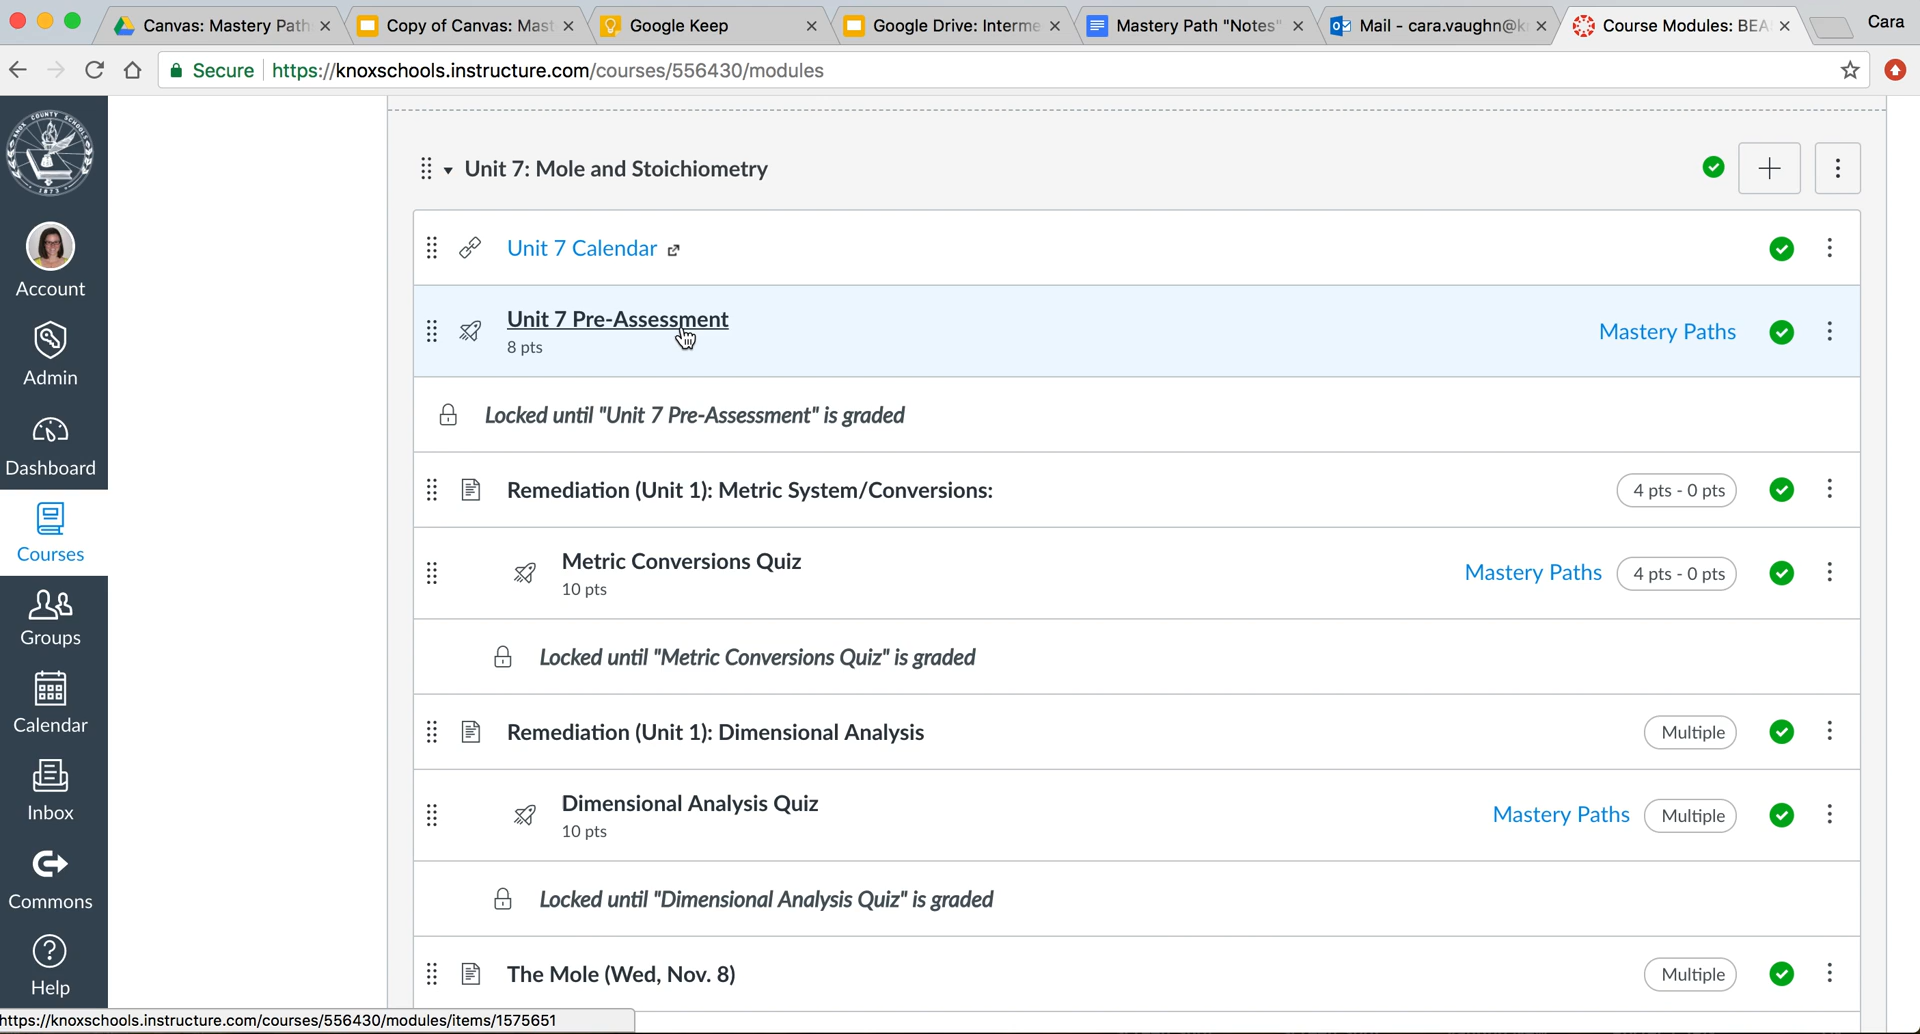 Canvas: Mastery Path
Copy of Canvas: Mast
Google Keep
Google Drive: Interme
Mastery Path "Notes"
Mail - cara.vaughn@k
Course Modules: BEA
Cara
Secure
https://knoxschools.instructure.com/courses/556430/modules
KNOX COUNTY SCHOOLS
1873
Unit 7: Mole and Stoichiometry
Unit 7 Calendar
Account
Unit 7 Pre-Assessment
8 pts
Mastery Paths
Admin
Locked until "Unit 7 Pre-Assessment" is graded
Dashboard
Remediation (Unit 1): Metric System/Conversions:
4 pts - 0 pts
Courses
Metric Conversions Quiz
10 pts
Mastery Paths
4 pts - 0 pts
Groups
Locked until "Metric Conversions Quiz" is graded
Calendar
Remediation (Unit 1): Dimensional Analysis
Multiple
Inbox
Dimensional Analysis Quiz
10 pts
Mastery Paths
Multiple
Commons
Locked until "Dimensional Analysis Quiz" is graded
Help
The Mole (Wed, Nov. 8)
Multiple
https://knoxschools.instructure.com/courses/556430/modules/items/1575651